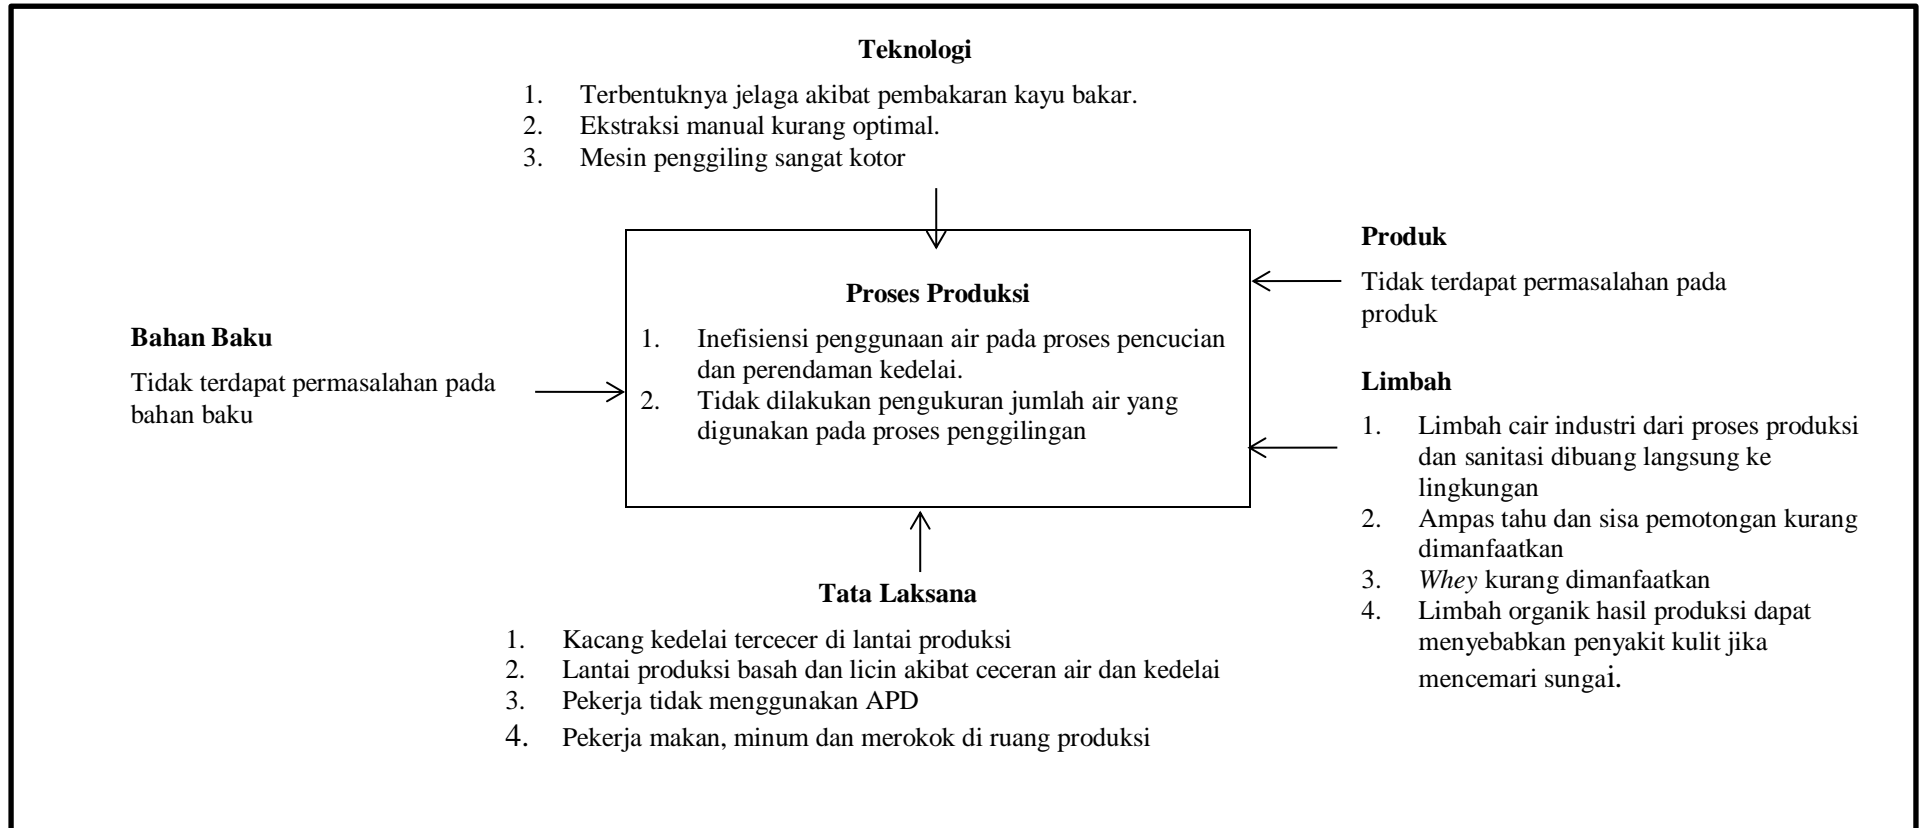 Teknologi
1. Terbentuknya jelaga akibat pembakaran kayu bakar.
2. Ekstraksi manual kurang optimal.
3. Mesin penggiling sangat kotor
Bahan Baku
Tidak terdapat permasalahan pada
bahan baku
Proses Produksi
1. Inefisiensi penggunaan air pada proses pencucian
dan perendaman kedelai.
2. Tidak dilakukan pengukuran jumlah air yang
digunakan pada proses penggilingan
Produk
Tidak terdapat permasalahan pada
produk
Limbah
1. Limbah cair industri dari proses produksi
dan sanitasi dibuang langsung ke
lingkungan
2. Ampas tahu dan sisa pemotongan kurang
dimanfaatkan
3. Whey kurang dimanfaatkan
4. Limbah organik hasil produksi dapat
menyebabkan penyakit kulit jika
mencemari sungai.
Tata Laksana
1. Kacang kedelai tercecer di lantai produksi
2. Lantai produksi basah dan licin akibat ceceran air dan kedelai
3. Pekerja tidak menggunakan APD
4. Pekerja makan, minum dan merokok di ruang produksi